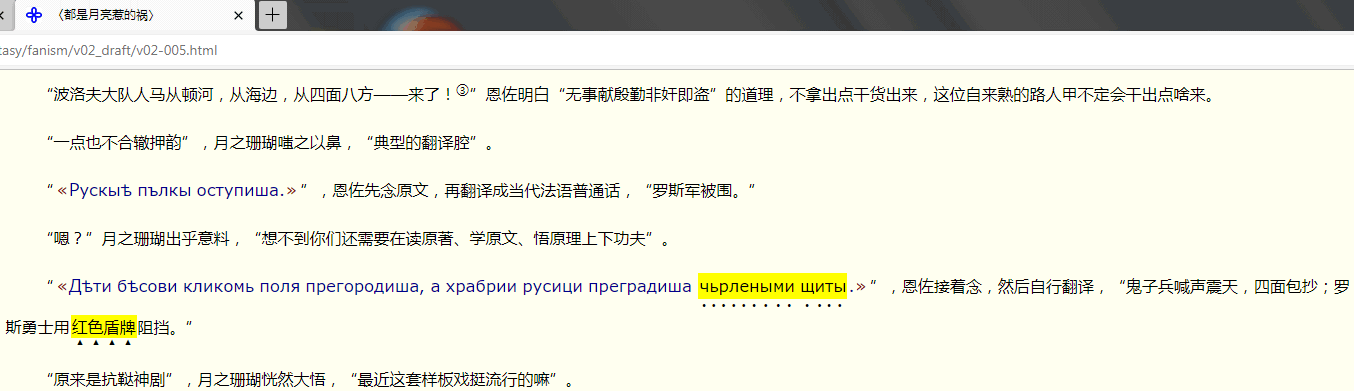 〈都是月亮惹的祸〉
tasy/fanism/v02_draft/v02-005.html
“波洛夫大队人马从顿河，从海边，从四面八方——来了！③”恩佐明白“无事献殷勤非奸即盗”的道理，不拿出点干货出来，这位自来熟的路人甲不定会干出点啥来。
“一点也不合辙押韵”，月之珊瑚嗤之以鼻，“典型的翻译腔”。
“«Рускыѣ пълкы оступиша.»”，恩佐先念原文，再翻译成当代法语普通话，“罗斯军被围。”
“嗯？”月之珊瑚出乎意料，“想不到你们还需要在读原著、学原文、悟原理上下功夫”。
“«Дѣти бѣсови кликомь поля прегородиша, а храбрии русици преградиша чьрлеными щиты.»”，恩佐接着念，然后自行翻译，“鬼子兵喊声震天，四面包抄；罗
斯勇士用红色盾牌阻挡。”
“原来是抗鞑神剧”，月之珊瑚恍然大悟，“最近这套样板戏挺流行的嘛”。